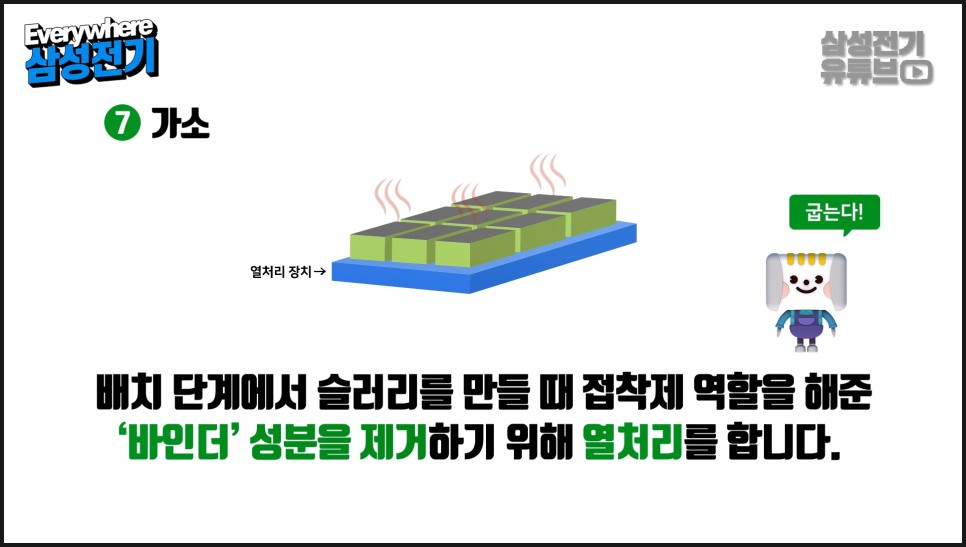 Everywhere
삼성전기
삼성전기
유튜브
7 가소
굽는다!
열처리 장치→
배치 단계에서 슬러리를 만들 때 접착제 역할을 해준
‘바인더’ 성분을 제거하기 위해 열처리를 합니다.